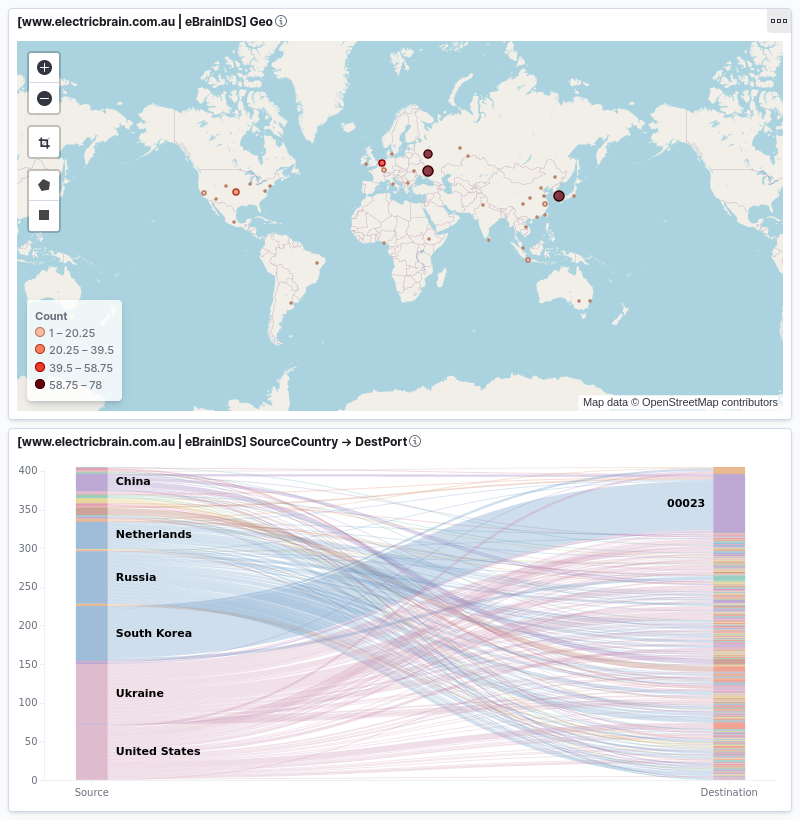 [www.electricbrain.com.au | eBrainIDS] Geo
Count
1 – 20.25
20.25 – 39.5
39.5 – 58.75
58.75 – 78
Map data © OpenStreetMap contributors
[www.electricbrain.com.au | eBrainIDS] SourceCountry → DestPort
400
350
300
250
200
150
100
50
0
China
Netherlands
Russia
South Korea
Ukraine
United States
00023
Source
Destination